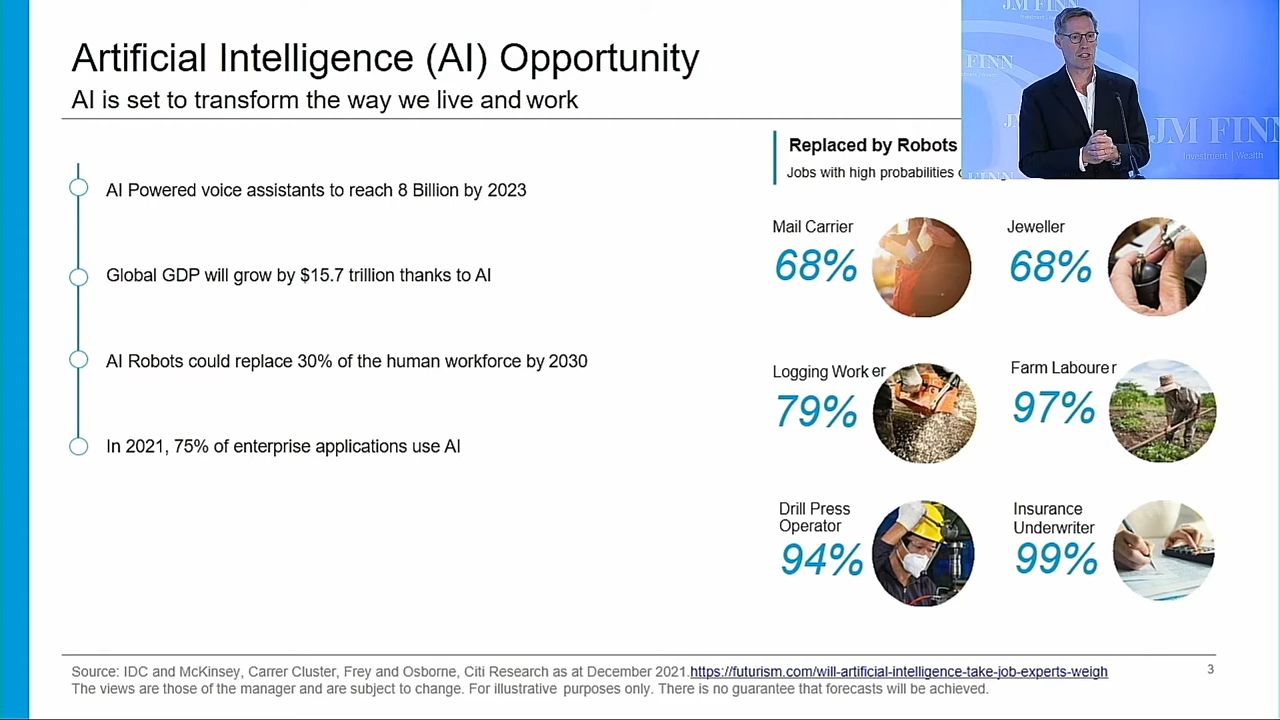 Artificial Intelligence (AI) Opportunity
AI is set to transform the way we live and work
AI Powered voice assistants to reach 8 Billion by 2023
Global GDP will grow by $15.7 trillion thanks to AI
AI Robots could replace 30% of the human workforce by 2030
In 2021, 75% of enterprise applications use AI
JM FINN
FINN
JM FINN
Investment | Wealth
FINN
Replaced by Robots
Jobs with high probabilities
Mail Carrier
68%
Jeweller
68%
Logging Worker
79%
Farm Labourer
97%
Drill Press
Operator
94%
Insurance
Underwriter
99%
Source: IDC and McKinsey, Carrer Cluster, Frey and Osborne, Citi Research as at December 2021.https://futurism.com/will-artificial-intelligence-take-job-experts-weigh
The views are those of the manager and are subject to change. For illustrative purposes only. There is no guarantee that forecasts will be achieved.
3